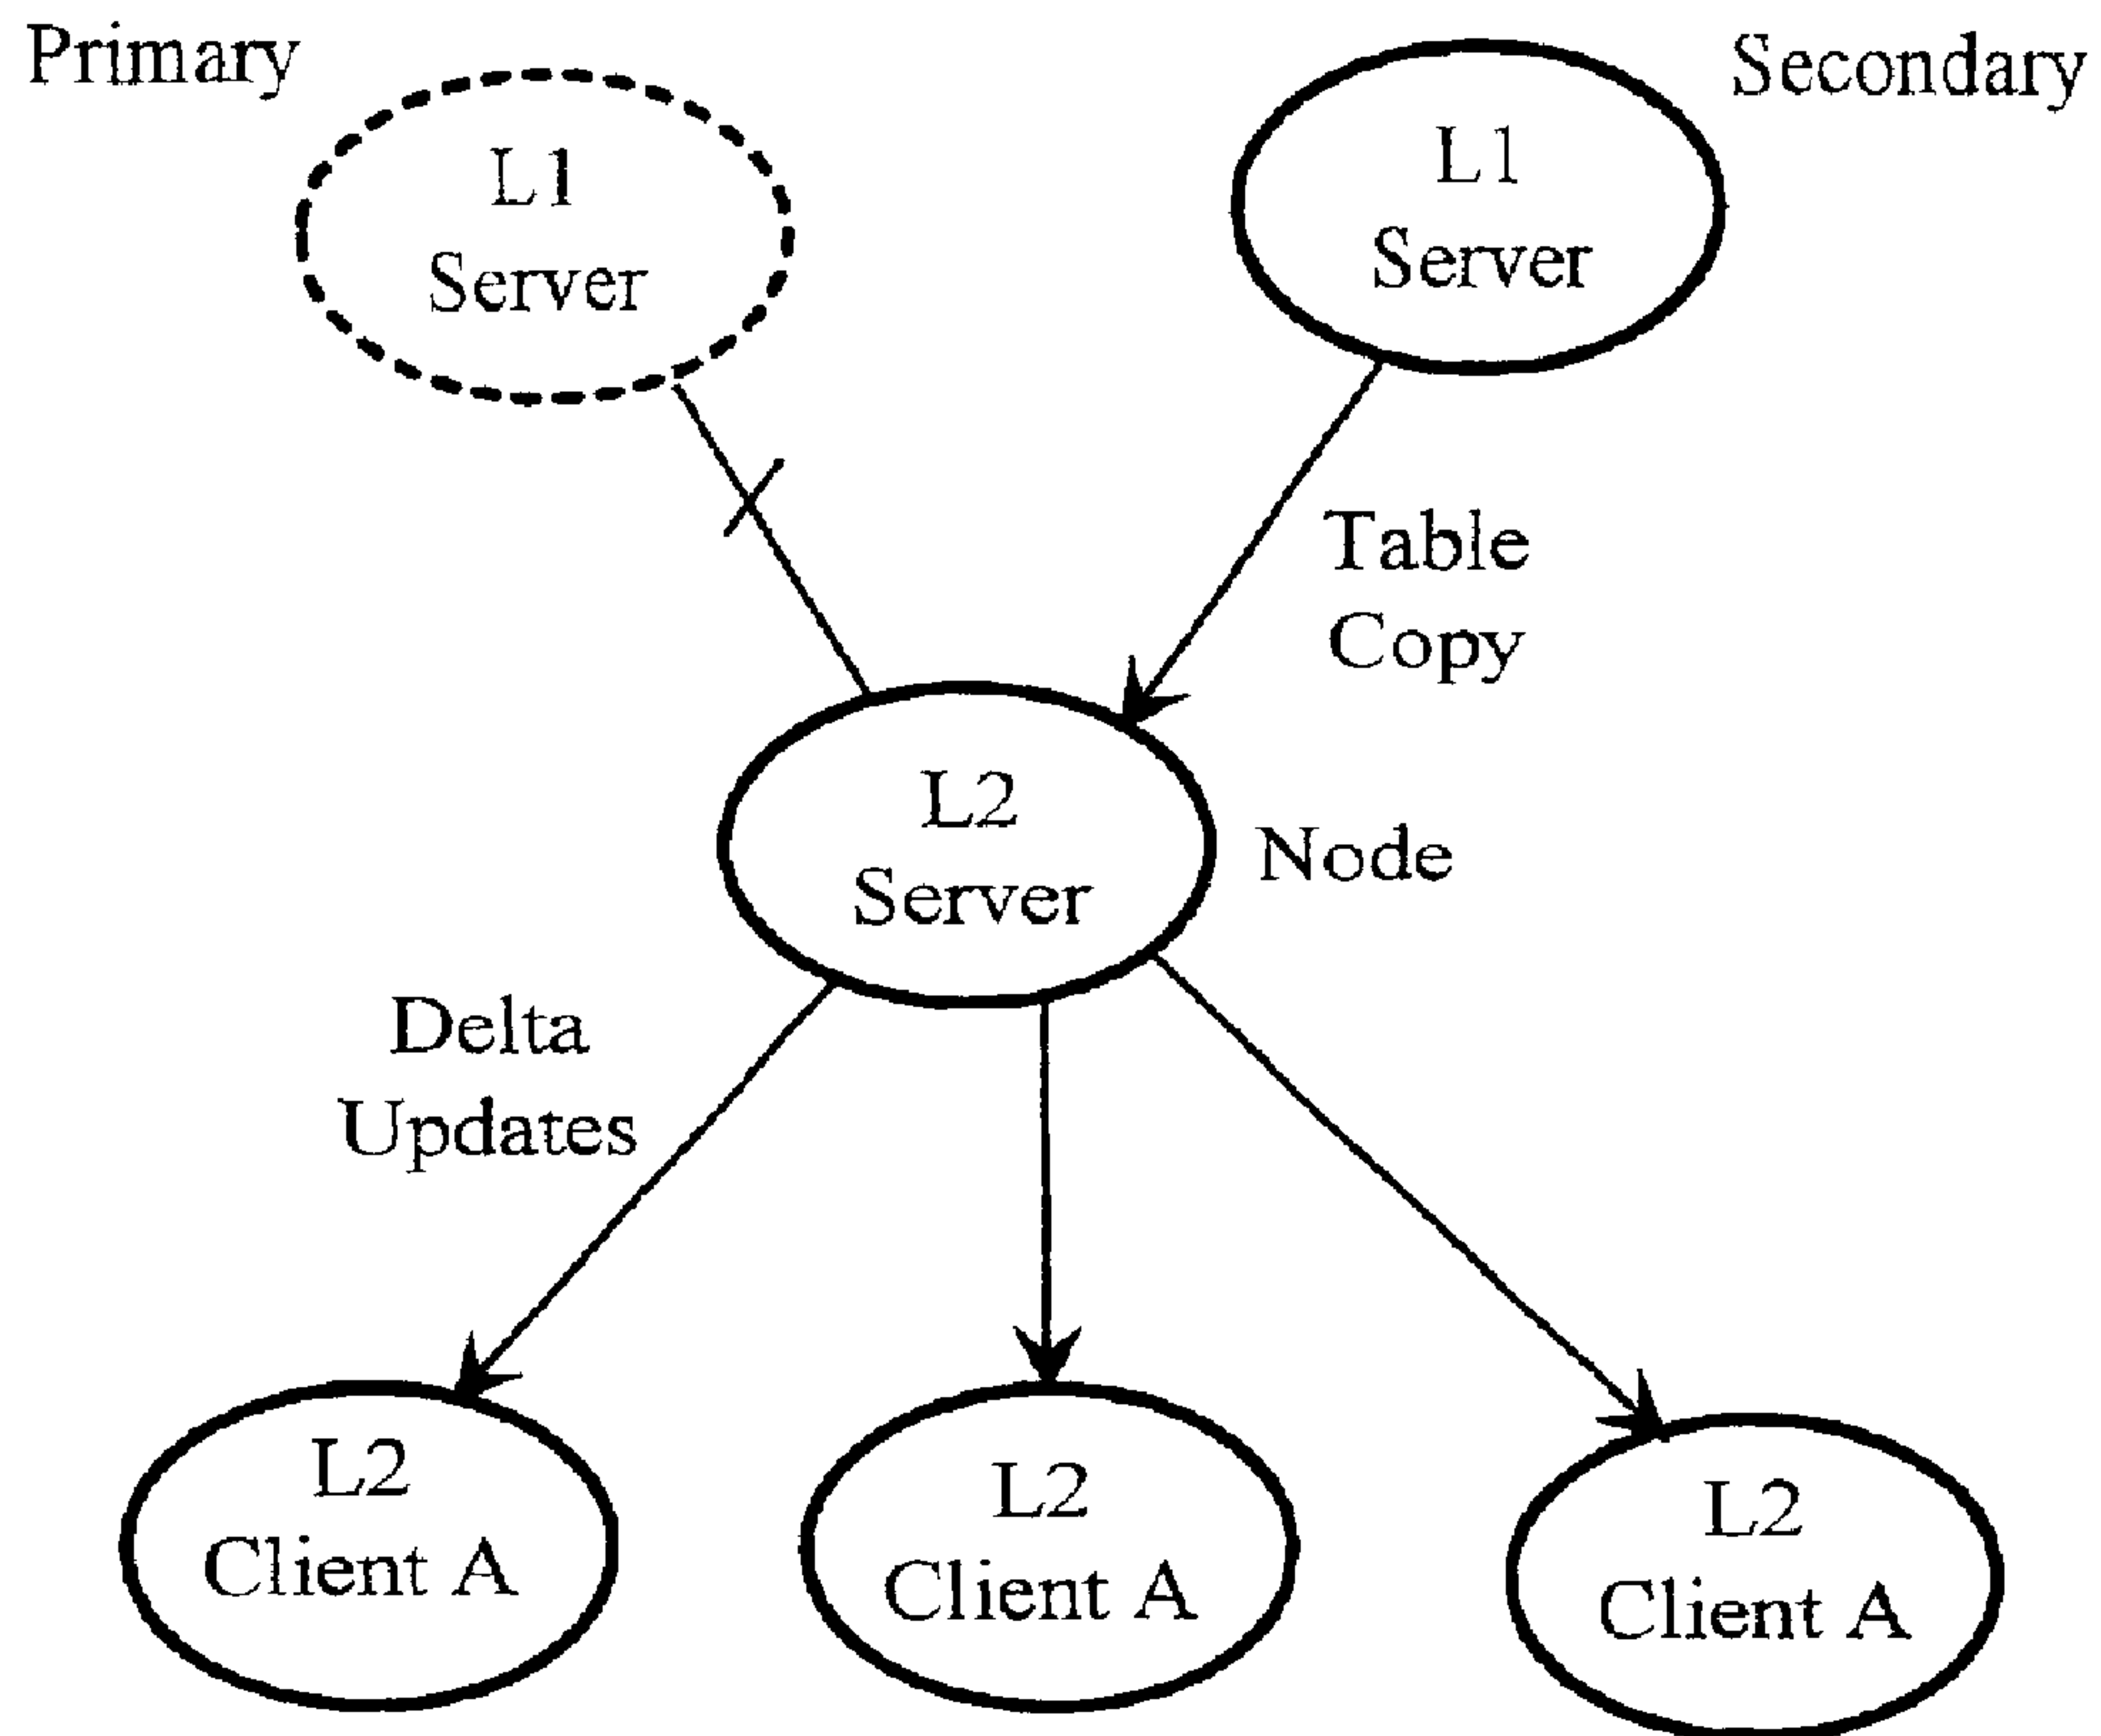 Primary
Secondary
L1
Server
L1
Server
Table
Copy
L2
Server
Node
Delta
Updates
L2
Client A
L2
Client A
L2
Client A